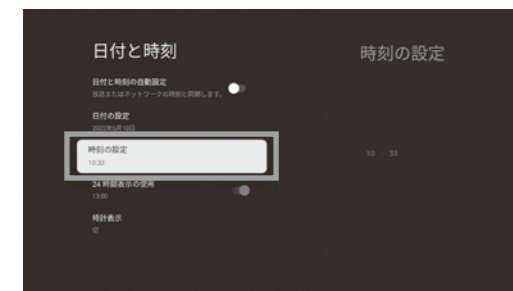 日付と時刻
日付と時刻の自動設定
放送またはネットワークの時刻と同期します。
日付の設定
2022年6月10日
時刻の設定
10:33
24 時間表示の使用
13:00
時計表示
切
時刻の設定
10 : 33